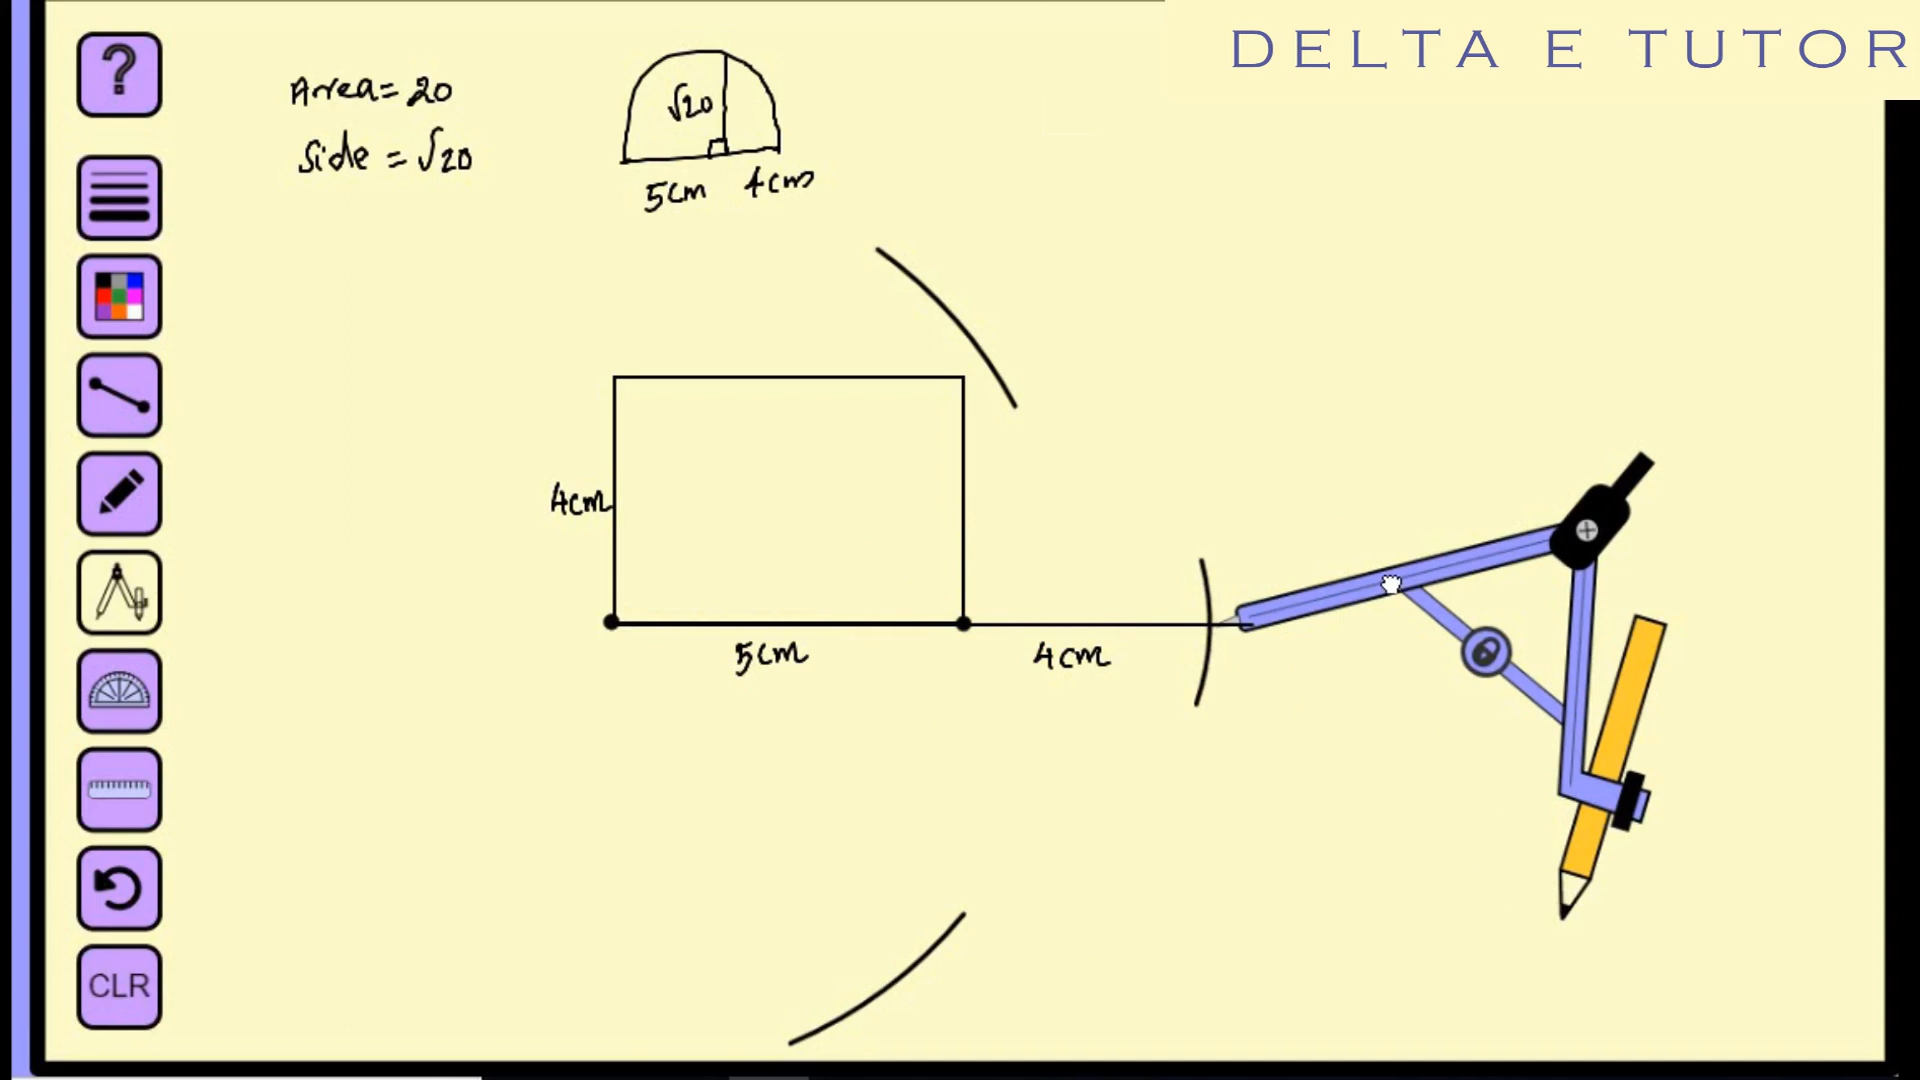 DELTA E TUTOR
?
Area = 20
Side = √20
√20
5cm 4cm
4cm
5cm 4cm
CLR